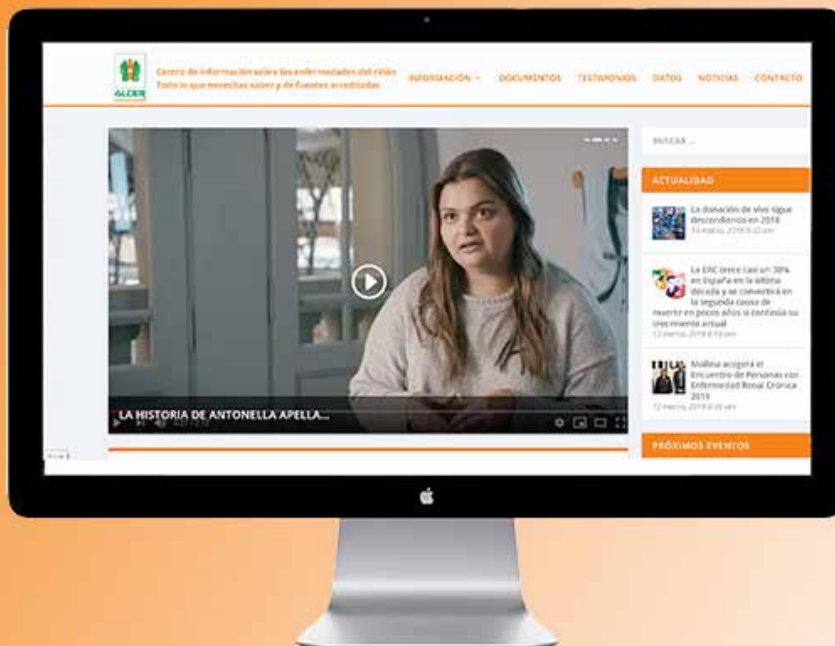 ALCER
Centro de información sobre las enfermedades del riñón
Todo lo que necesitas saber y de fuentes acreditadas
INFORMACIÓN
DOCUMENTOS
TESTIMONIOS
DATOS
NOTICIAS
CONTACTO
BUSCAR ...
ACTUALIDAD
La donación de vivo sigue
descendiendo en 2018
La ERC crece casi un 30%
en España en la última
década y se convertirá en
la segunda causa de
muerte en pocos años si continúa su
crecimiento actual
Mollina acogerá el
Encuentro de Personas con
Enfermedad Renal Crónica
2019
LA HISTORIA DE ANTONELLA APELLA...
PRÓXIMOS EVENTOS